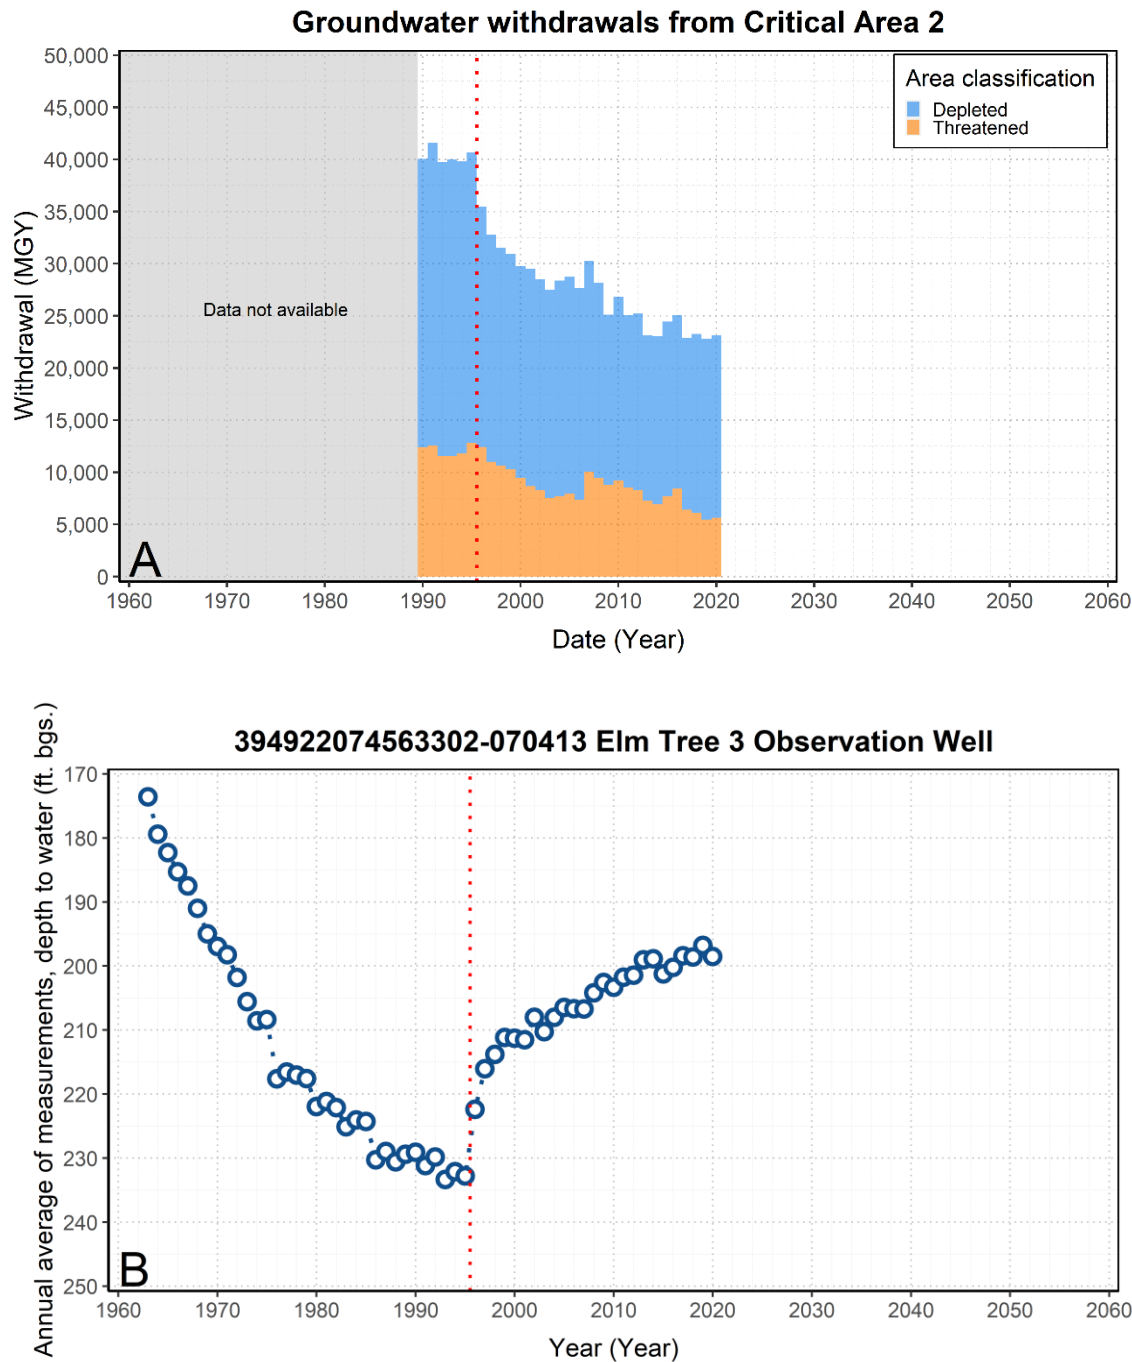 Groundwater withdrawals from Critical Area 2
50,000
45,000
40,000
35,000
30,000
25,000
20,000
15,000
10,000
5,000
0
Withdrawal (MGY)
Area classification
Depleted
Threatened
Data not available
A
1960 1970 1980 1990 2000 2010 2020 2030 2040 2050 2060
Date (Year)
394922074563302-070413 Elm Tree 3 Observation Well
Annual average of measurements, depth to water (ft. bgs.)
170
180
190
200
210
220
230
240
250
B
1960 1970 1980 1990 2000 2010 2020 2030 2040 2050 2060
Year (Year)